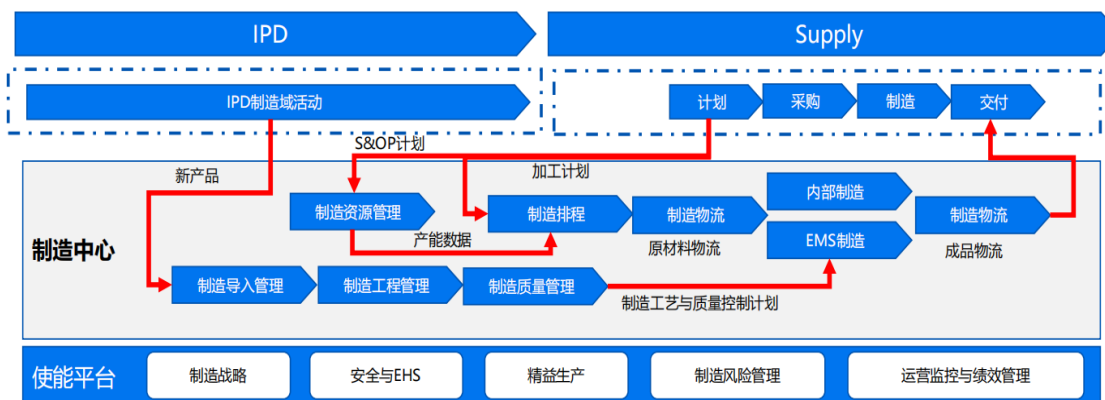 IPD
Supply
IPD制造域活动
计划
采购
制造
交付
S&OP计划
新产品
加工计划
制造资源管理
制造排程
制造物流
内部制造
制造物流
产能数据
原材料物流
EMS制造
成品物流
制造中心
制造导入管理
制造工程管理
制造质量管理
制造工艺与质量控制计划
使能平台
制造战略
安全与EHS
精益生产
制造风险管理
运营监控与绩效管理